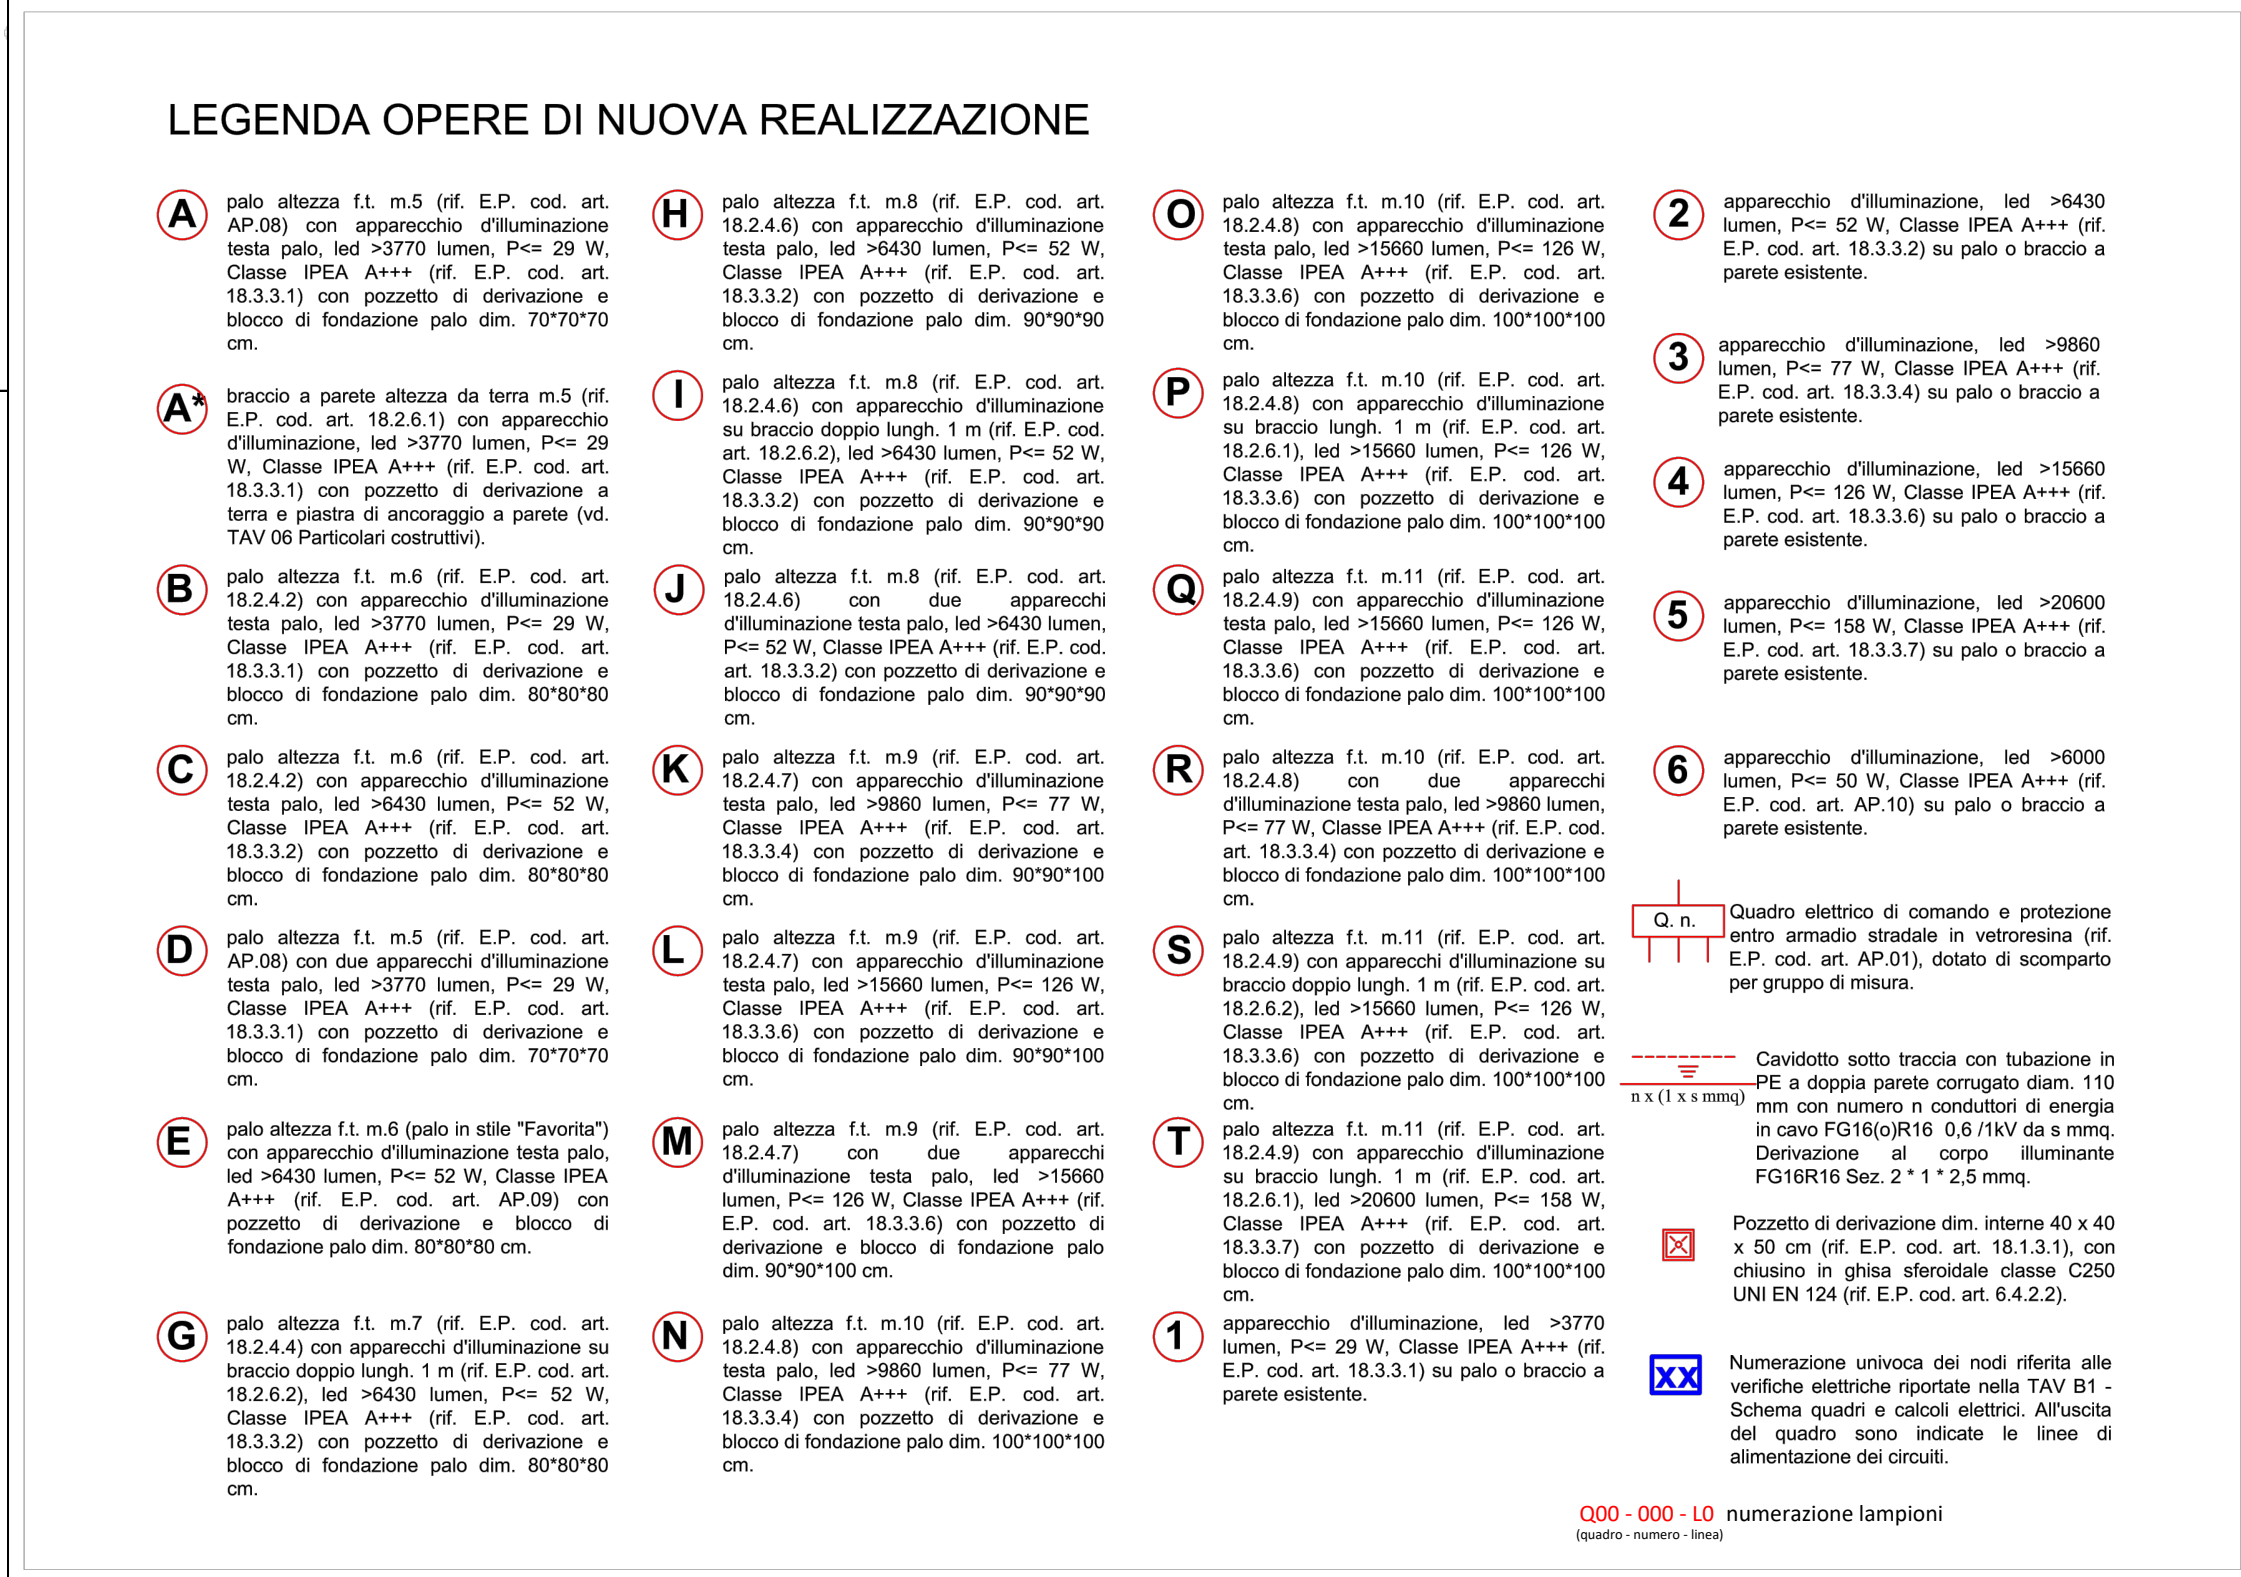 LEGENDA OPERE DI NUOVA REALIZZAZIONE
A
palo altezza f.t. m.5 (rif. E.P. cod. art.
AP.08) con apparecchio d'illuminazione
testa palo, led >3770 lumen, P<= 29 W,
Classe IPEA A+++ (rif. E.P. cod. art.
18.3.3.1) con pozzetto di derivazione e
blocco di fondazione palo dim. 70*70*70
cm.
A*
braccio a parete altezza da terra m.5 (rif.
E.P. cod. art. 18.2.6.1) con apparecchio
d'illuminazione, led >3770 lumen, P<= 29
W, Classe IPEA A+++ (rif. E.P. cod. art.
18.3.3.1) con pozzetto di derivazione a
terra e piastra di ancoraggio a parete (vd.
TAV 06 Particolari costruttivi).
B
palo altezza f.t. m.6 (rif. E.P. cod. art.
18.2.4.2) con apparecchio d'illuminazione
testa palo, led >3770 lumen, P<= 29 W,
Classe IPEA A+++ (rif. E.P. cod. art.
18.3.3.1) con pozzetto di derivazione e
blocco di fondazione palo dim. 80*80*80
cm.
C
palo altezza f.t. m.6 (rif. E.P. cod. art.
18.2.4.2) con apparecchio d'illuminazione
testa palo, led >6430 lumen, P<= 52 W,
Classe IPEA A+++ (rif. E.P. cod. art.
18.3.3.2) con pozzetto di derivazione e
blocco di fondazione palo dim. 80*80*80
cm.
D
palo altezza f.t. m.5 (rif. E.P. cod. art.
AP.08) con due apparecchi d'illuminazione
testa palo, led >3770 lumen, P<= 29 W,
Classe IPEA A+++ (rif. E.P. cod. art.
18.3.3.1) con pozzetto di derivazione e
blocco di fondazione palo dim. 70*70*70
cm.
E
palo altezza f.t. m.6 (palo in stile "Favorita")
con apparecchio d'illuminazione testa palo,
led >6430 lumen, P<= 52 W, Classe IPEA
A+++ (rif. E.P. cod. art. AP.09) con
pozzetto di derivazione e blocco di
fondazione palo dim. 80*80*80 cm.
G
palo altezza f.t. m.7 (rif. E.P. cod. art.
18.2.4.4) con apparecchi d'illuminazione su
braccio doppio lungh. 1 m (rif. E.P. cod. art.
18.2.6.2), led >6430 lumen, P<= 52 W,
Classe IPEA A+++ (rif. E.P. cod. art.
18.3.3.2) con pozzetto di derivazione e
blocco di fondazione palo dim. 80*80*80
cm.
H
palo altezza f.t. m.8 (rif. E.P. cod. art.
18.2.4.6) con apparecchio d'illuminazione
testa palo, led >6430 lumen, P<= 52 W,
Classe IPEA A+++ (rif. E.P. cod. art.
18.3.3.2) con pozzetto di derivazione e
blocco di fondazione palo dim. 90*90*90
cm.
I
palo altezza f.t. m.8 (rif. E.P. cod. art.
18.2.4.6) con apparecchio d'illuminazione
su braccio doppio lungh. 1 m (rif. E.P. cod.
art. 18.2.6.2), led >6430 lumen, P<= 52 W,
Classe IPEA A+++ (rif. E.P. cod. art.
18.3.3.2) con pozzetto di derivazione e
blocco di fondazione palo dim. 90*90*90
cm.
J
palo altezza f.t. m.8 (rif. E.P. cod. art.
18.2.4.6) con due apparecchi
d'illuminazione testa palo, led >6430 lumen,
P<= 52 W, Classe IPEA A+++ (rif. E.P. cod.
art. 18.3.3.2) con pozzetto di derivazione e
blocco di fondazione palo dim. 90*90*90
cm.
K
palo altezza f.t. m.9 (rif. E.P. cod. art.
18.2.4.7) con apparecchio d'illuminazione
testa palo, led >9860 lumen, P<= 77 W,
Classe IPEA A+++ (rif. E.P. cod. art.
18.3.3.4) con pozzetto di derivazione e
blocco di fondazione palo dim. 90*90*100
cm.
L
palo altezza f.t. m.9 (rif. E.P. cod. art.
18.2.4.7) con apparecchio d'illuminazione
testa palo, led >15660 lumen, P<= 126 W,
Classe IPEA A+++ (rif. E.P. cod. art.
18.3.3.6) con pozzetto di derivazione e
blocco di fondazione palo dim. 90*90*100
cm.
M
palo altezza f.t. m.9 (rif. E.P. cod. art.
18.2.4.7) con due apparecchi
d'illuminazione testa palo, led >15660
lumen, P<= 126 W, Classe IPEA A+++ (rif.
E.P. cod. art. 18.3.3.6) con pozzetto di
derivazione e blocco di fondazione palo
dim. 90*90*100 cm.
N
palo altezza f.t. m.10 (rif. E.P. cod. art.
18.2.4.8) con apparecchio d'illuminazione
testa palo, led >9860 lumen, P<= 77 W,
Classe IPEA A+++ (rif. E.P. cod. art.
18.3.3.4) con pozzetto di derivazione e
blocco di fondazione palo dim. 100*100*100
cm.
O
palo altezza f.t. m.10 (rif. E.P. cod. art.
18.2.4.8) con apparecchio d'illuminazione
testa palo, led >15660 lumen, P<= 126 W,
Classe IPEA A+++ (rif. E.P. cod. art.
18.3.3.6) con pozzetto di derivazione e
blocco di fondazione palo dim. 100*100*100
cm.
P
palo altezza f.t. m.10 (rif. E.P. cod. art.
18.2.4.8) con apparecchio d'illuminazione
su braccio lungh. 1 m (rif. E.P. cod. art.
18.2.6.1), led >15660 lumen, P<= 126 W,
Classe IPEA A+++ (rif. E.P. cod. art.
18.3.3.6) con pozzetto di derivazione e
blocco di fondazione palo dim. 100*100*100
cm.
Q
palo altezza f.t. m.11 (rif. E.P. cod. art.
18.2.4.9) con apparecchio d'illuminazione
testa palo, led >15660 lumen, P<= 126 W,
Classe IPEA A+++ (rif. E.P. cod. art.
18.3.3.6) con pozzetto di derivazione e
blocco di fondazione palo dim. 100*100*100
cm.
R
palo altezza f.t. m.10 (rif. E.P. cod. art.
18.2.4.8) con due apparecchi
d'illuminazione testa palo, led >9860 lumen,
P<= 77 W, Classe IPEA A+++ (rif. E.P. cod.
art. 18.3.3.4) con pozzetto di derivazione e
blocco di fondazione palo dim. 100*100*100
cm.
S
palo altezza f.t. m.11 (rif. E.P. cod. art.
18.2.4.9) con apparecchi d'illuminazione su
braccio doppio lungh. 1 m (rif. E.P. cod. art.
18.2.6.2), led >15660 lumen, P<= 126 W,
Classe IPEA A+++ (rif. E.P. cod. art.
18.3.3.6) con pozzetto di derivazione e
blocco di fondazione palo dim. 100*100*100
cm.
T
palo altezza f.t. m.11 (rif. E.P. cod. art.
18.2.4.9) con apparecchio d'illuminazione
su braccio lungh. 1 m (rif. E.P. cod. art.
18.2.6.1), led >20600 lumen, P<= 158 W,
Classe IPEA A+++ (rif. E.P. cod. art.
18.3.3.7) con pozzetto di derivazione e
blocco di fondazione palo dim. 100*100*100
cm.
1
apparecchio d'illuminazione, led >3770
lumen, P<= 29 W, Classe IPEA A+++ (rif.
E.P. cod. art. 18.3.3.1) su palo o braccio a
parete esistente.
2
apparecchio d'illuminazione, led >6430
lumen, P<= 52 W, Classe IPEA A+++ (rif.
E.P. cod. art. 18.3.3.2) su palo o braccio a
parete esistente.
3
apparecchio d'illuminazione, led >9860
lumen, P<= 77 W, Classe IPEA A+++ (rif.
E.P. cod. art. 18.3.3.4) su palo o braccio a
parete esistente.
4
apparecchio d'illuminazione, led >15660
lumen, P<= 126 W, Classe IPEA A+++ (rif.
E.P. cod. art. 18.3.3.6) su palo o braccio a
parete esistente.
5
apparecchio d'illuminazione, led >20600
lumen, P<= 158 W, Classe IPEA A+++ (rif.
E.P. cod. art. 18.3.3.7) su palo o braccio a
parete esistente.
6
apparecchio d'illuminazione, led >6000
lumen, P<= 50 W, Classe IPEA A+++ (rif.
E.P. cod. art. AP.10) su palo o braccio a
parete esistente.
Q. n.
Quadro elettrico di comando e protezione
entro armadio stradale in vetroresina (rif.
E.P. cod. art. AP.01), dotato di scomparto
per gruppo di misura.
n x (1 x s mmq)
Cavidotto sotto traccia con tubazione in
PE a doppia parete corrugato diam. 110
mm con numero n conduttori di energia
in cavo FG16(o)R16 0,6 /1kV da s mmq.
Derivazione al corpo illuminante
FG16R16 Sez. 2 * 1 * 2,5 mmq.
Pozzetto di derivazione dim. interne 40 x 40
x 50 cm (rif. E.P. cod. art. 18.1.3.1), con
chiusino in ghisa sferoidale classe C250
UNI EN 124 (rif. E.P. cod. art. 6.4.2.2).
XX
Numerazione univoca dei nodi riferita alle
verifiche elettriche riportate nella TAV B1 -
Schema quadri e calcoli elettrici. All'uscita
del quadro sono indicate le linee di
alimentazione dei circuiti.
Q00 - 000 - L0 numerazione lampioni
(quadro - numero - linea)